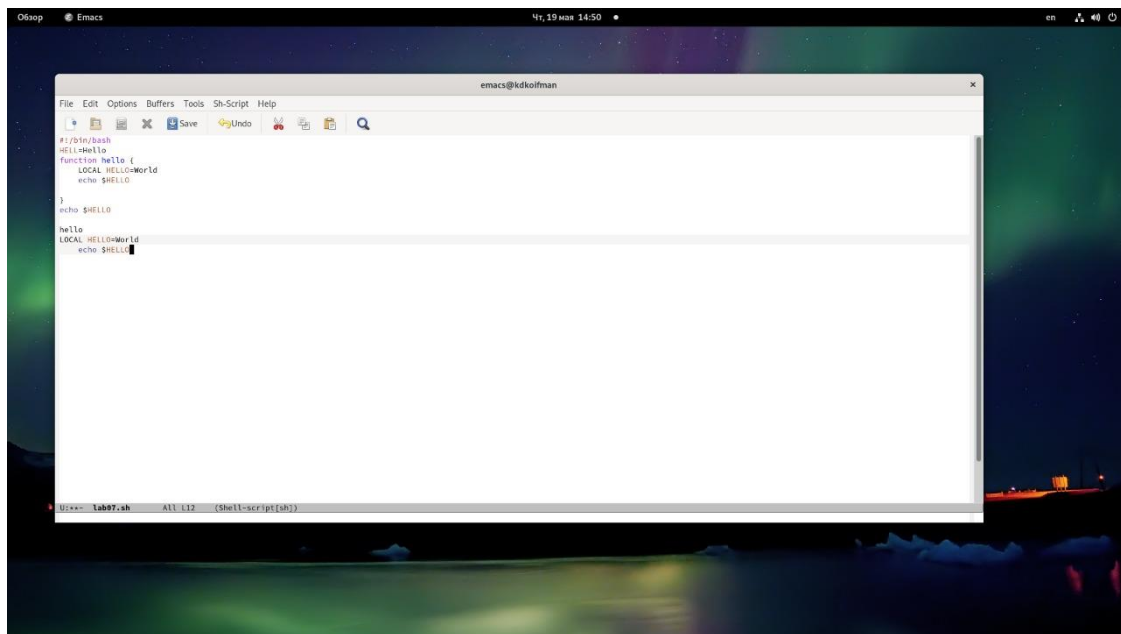 Обзор Emacs Чт, 19 мая 14:50 en
emacs@kdkoifman
File Edit Options Buffers Tools Sh-Script Help
Save Undo
#!/bin/bash
HELL=Hello
function hello {
    LOCAL HELLO=World
    echo $HELLO

}
echo $HELLO

hello
LOCAL HELLO=World
    echo $HELLO
U:**- lab07.sh All L12 (Shell-script[sh])